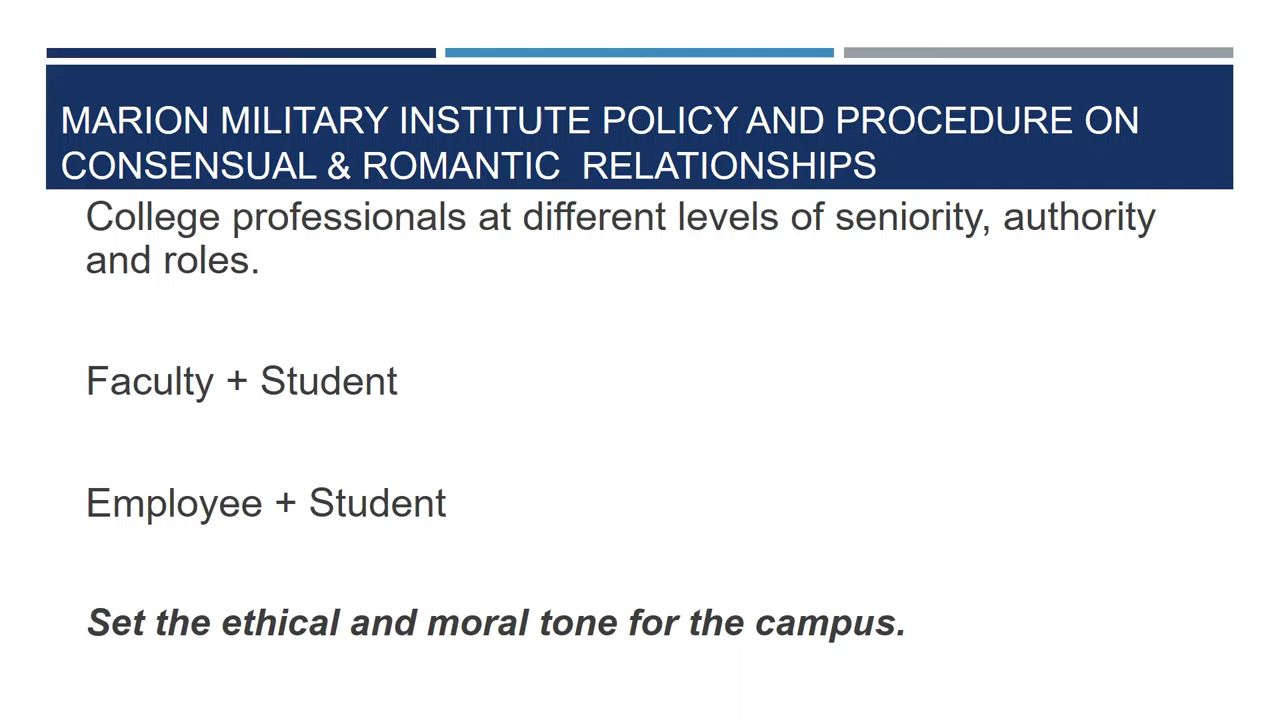 MARION MILITARY INSTITUTE POLICY AND PROCEDURE ON
CONSENSUAL & ROMANTIC RELATIONSHIPS
College professionals at different levels of seniority, authority
and roles.
Faculty + Student
Employee + Student
Set the ethical and moral tone for the campus.